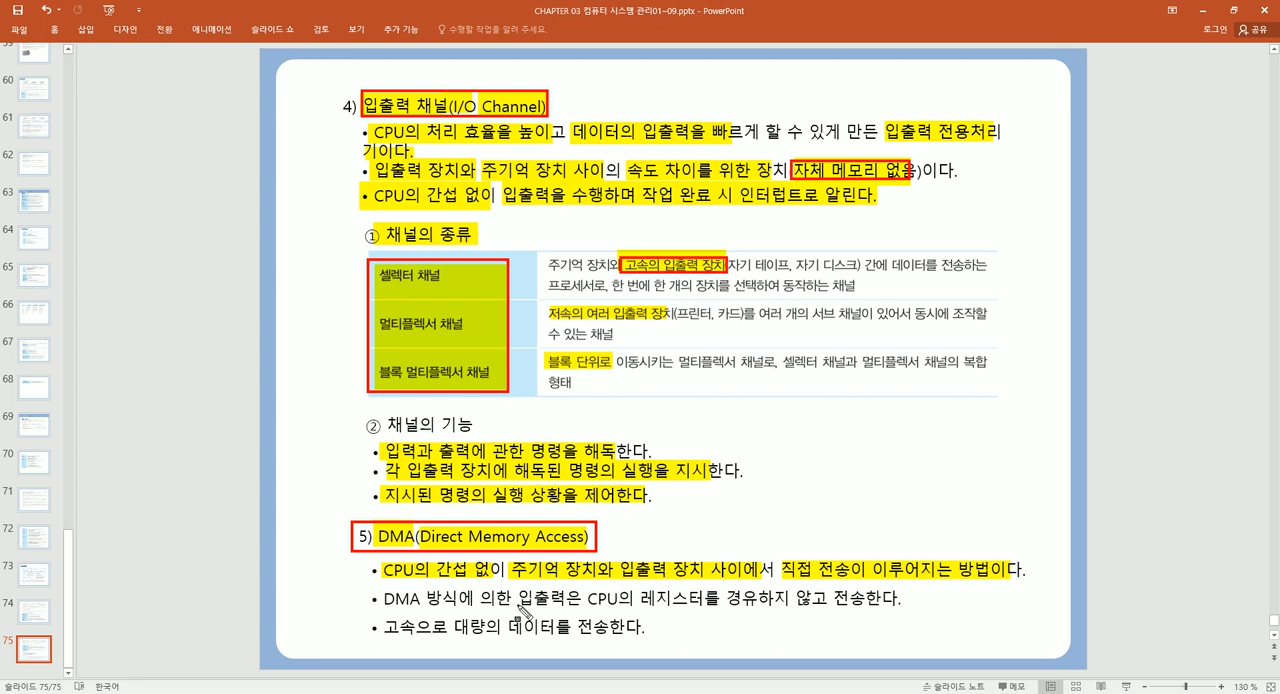 CHAPTER 03 컴퓨터 시스템 관리01~09.pptx - PowerPoint
파일 홈 삽입 디자인 전환 애니메이션 슬라이드 쇼 검토 보기 추가 기능 수행할 작업을 알려 주세요. 로그인 공유
59
60
61
62
63
64
65
66
67
68
69
70
71
72
73
74
75
4) 입출력 채널(I/O Channel)
• CPU의 처리 효율을 높이고 데이터의 입출력을 빠르게 할 수 있게 만든 입출력 전용처리
기이다.
• 입출력 장치와 주기억 장치 사이의 속도 차이를 위한 장치 자체 메모리 없음)이다.
• CPU의 간섭 없이 입출력을 수행하며 작업 완료 시 인터럽트로 알린다.
① 채널의 종류
셀렉터 채널
주기억 장치와 고속의 입출력 장치(자기 테이프, 자기 디스크) 간에 데이터를 전송하는
프로세서로, 한 번에 한 개의 장치를 선택하여 동작하는 채널
멀티플렉서 채널
저속의 여러 입출력 장치(프린터, 카드)를 여러 개의 서브 채널이 있어서 동시에 조작할
수 있는 채널
블록 멀티플렉서 채널
블록 단위로 이동시키는 멀티플렉서 채널로, 셀렉터 채널과 멀티플렉서 채널의 복합
형태
② 채널의 기능
• 입력과 출력에 관한 명령을 해독한다.
• 각 입출력 장치에 해독된 명령의 실행을 지시한다.
• 지시된 명령의 실행 상황을 제어한다.
5) DMA(Direct Memory Access)
• CPU의 간섭 없이 주기억 장치와 입출력 장치 사이에서 직접 전송이 이루어지는 방법이다.
• DMA 방식에 의한 입출력은 CPU의 레지스터를 경유하지 않고 전송한다.
• 고속으로 대량의 데이터를 전송한다.
슬라이드 75/75 한국어 슬라이드 노트 메모 130 %